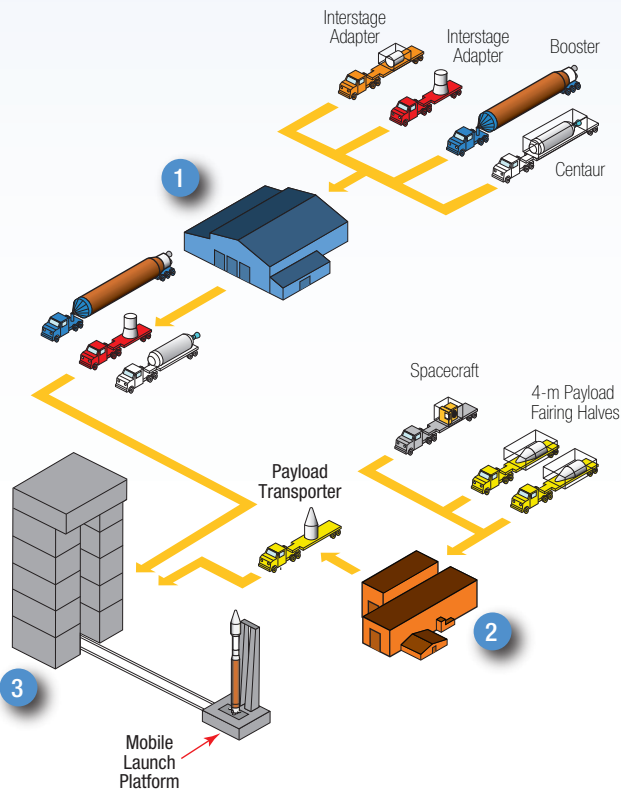 Interstage
Adapter
Interstage
Adapter
Booster
Centaur
1
Spacecraft
4-m Payload
Fairing Halves
Payload
Transporter
2
3
Mobile
Launch
Platform